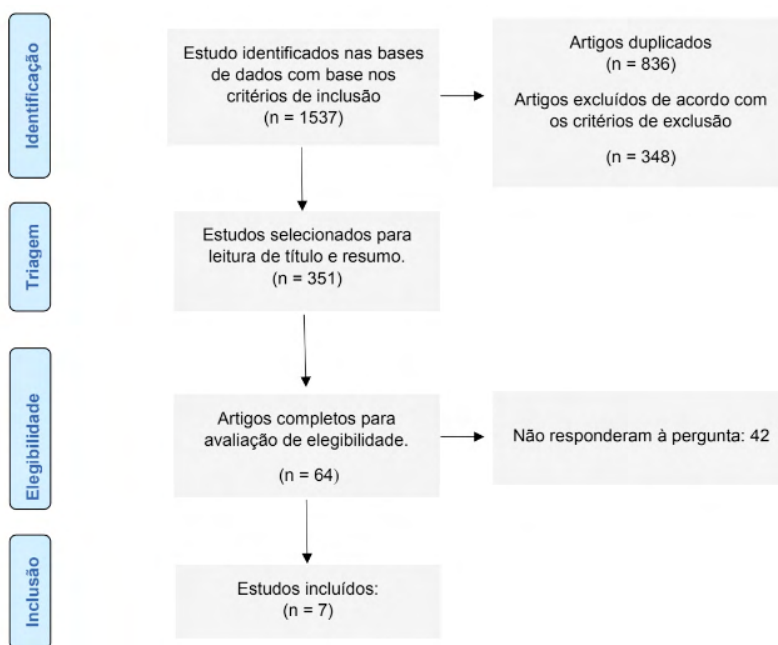 Identificação
Estudo identificados nas bases
de dados com base nos
critérios de inclusão
(n = 1537)
Artigos duplicados
(n = 836)
Artigos excluídos de acordo com
os critérios de exclusão
(n = 348)
Triagem
Estudos selecionados para
leitura de título e resumo.
(n = 351)
Elegibilidade
Artigos completos para
avaliação de elegibilidade.
(n = 64)
Não responderam à pergunta: 42
Inclusão
Estudos incluídos:
(n = 7)